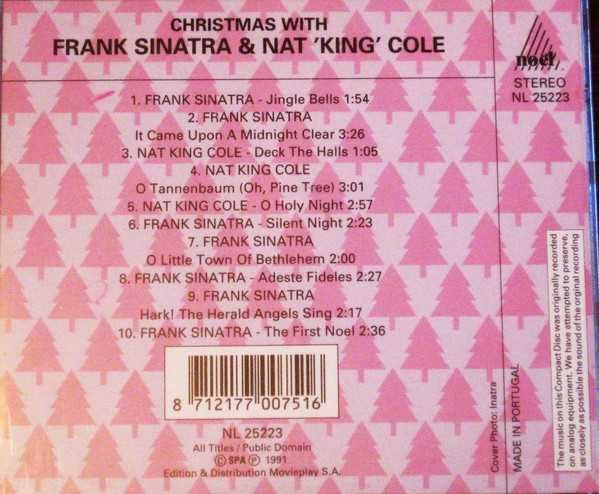 CHRISTMAS WITH
FRANK SINATRA & NAT 'KING' COLE
noël
STEREO
NL 25223
1. FRANK SINATRA - Jingle Bells 1:54
2. FRANK SINATRA
It Came Upon A Midnight Clear 3:26
3. NAT KING COLE - Deck The Halls 1:05
4. NAT KING COLE
O Tannenbaum (Oh, Pine Tree) 3:01
5. NAT KING COLE - O Holy Night 2:57
6. FRANK SINATRA - Silent Night 2:23
7. FRANK SINATRA
O Little Town Of Bethlehem 2:00
8. FRANK SINATRA - Adeste Fideles 2:27
9. FRANK SINATRA
Hark! The Herald Angels Sing 2:17
10. FRANK SINATRA - The First Noel 2:36
8 712177 007516
NL 25223
All Titles / Public Domain
Ⓒ SPA Ⓟ 1991
Edition & Distribution Movieplay S.A.
Cover Photo: Inatra
MADE IN PORTUGAL
The music on this Compact Disc was originally recorded
on analog equipment. We have attempted to preserve,
as closely as possible the sound of the original recording